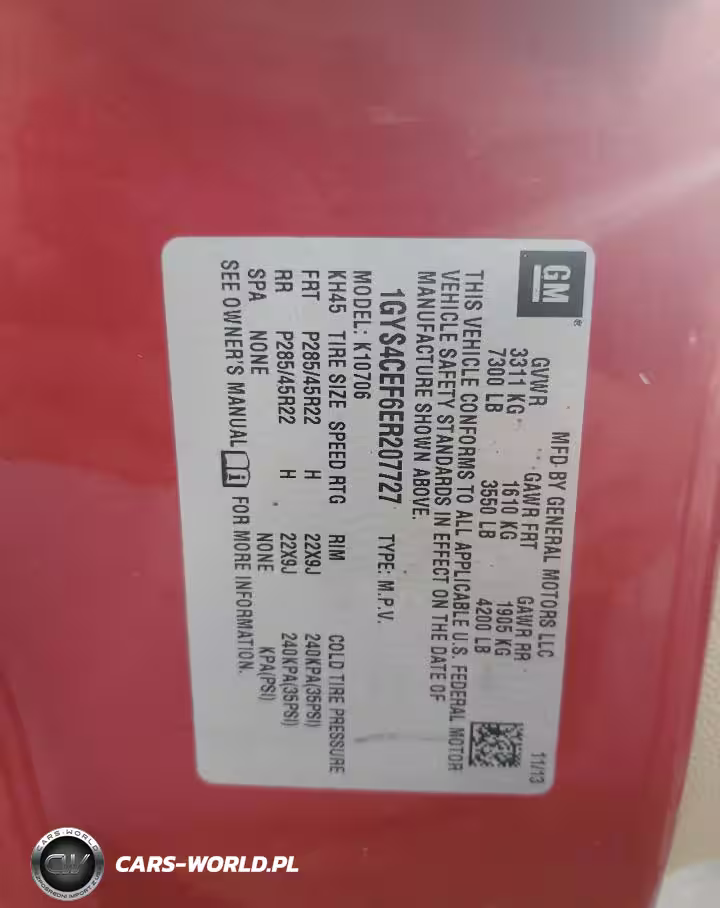 GM®
MFD BY GENERAL MOTORS LLC 11/13
GVWR GAWR FRT GAWR RR
3311 KG 1610 KG 1905 KG
7300 LB 3550 LB 4200 LB
THIS VEHICLE CONFORMS TO ALL APPLICABLE U.S. FEDERAL MOTOR
VEHICLE SAFETY STANDARDS IN EFFECT ON THE DATE OF
MANUFACTURE SHOWN ABOVE.
1GYS4CEF6ER207727 TYPE: M.P.V.
MODEL: K10706
KH45 TIRE SIZE SPEED RTG RIM COLD TIRE PRESSURE
FRT P285/45R22 H 22X9J 240KPA(35PSI)
RR P285/45R22 H 22X9J 240KPA(35PSI)
SPA NONE NONE KPA(PSI)
SEE OWNER'S MANUAL FOR MORE INFORMATION.
CARS-WORLD
CW
CARS-WORLD.PL